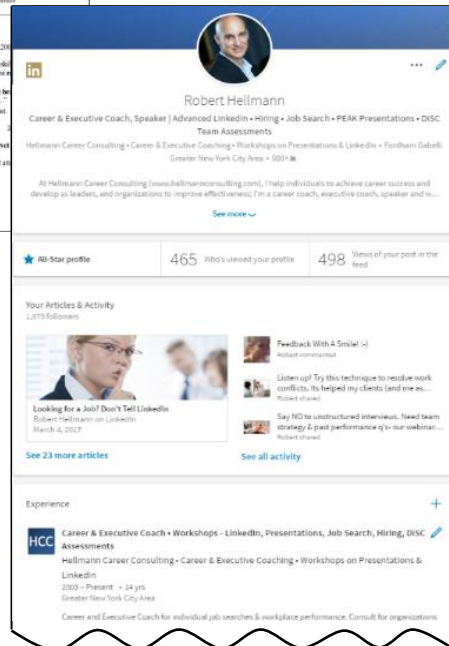 in
Robert Hellmann
Career & Executive Coach, Speaker | Advanced LinkedIn • Hiring • Job Search • PEAK Presentations • DISC
Team Assessments
Hellmann Career Consulting • Career & Executive Coaching • Workshops on Presentations & LinkedIn • Fordham Gabelli
Greater New York City Area • 500+
At Hellmann Career Consulting (www.hellmannconsulting.com), I help individuals to achieve career success and
develop as leaders, and organizations to improve effectiveness; I'm a career coach, executive coach, speaker and w...
See more
All-Star profile
465 Who's viewed your profile
498 Views of your post in the
feed
Your Articles & Activity
1,875 followers
Looking for a Job? Don't Tell LinkedIn
Robert Hellmann on LinkedIn
March 4, 2017
See 23 more articles
Feedback With A Smile! :-)
Robert commented
Listen up! Try this technique to resolve work
conflicts. Its helped my clients (and me as...
Robert shared
Say NO to unstructured interviews. Need team
strategy & past performance q's- our webinar...
Robert shared
See all activity
Experience
HCC
Career & Executive Coach • Workshops - LinkedIn, Presentations, Job Search, Hiring, DISC
Assessments
Hellmann Career Consulting • Career & Executive Coaching • Workshops on Presentations &
LinkedIn
2003 – Present • 14 yrs
Greater New York City Area
Career and Executive Coach for individual job searches & workplace performance. Consult for organizations